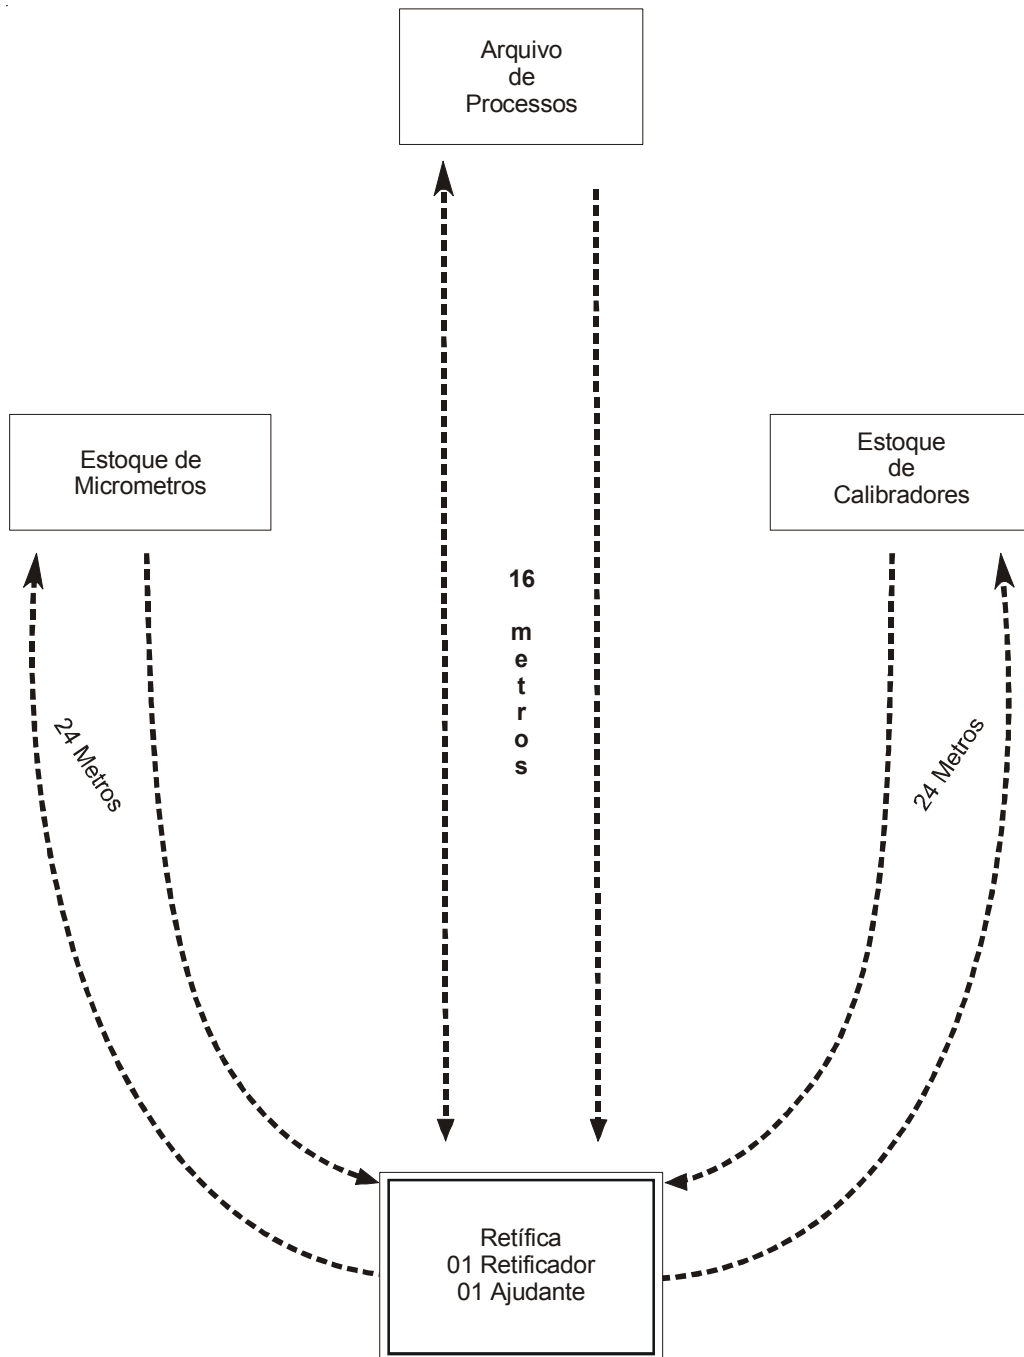 Arquivo
de
Processos
Estoque de
Micrometros
Estoque
de
Calibradores
16
metros
24 Metros
24 Metros
Retífica
01 Retificador
01 Ajudante